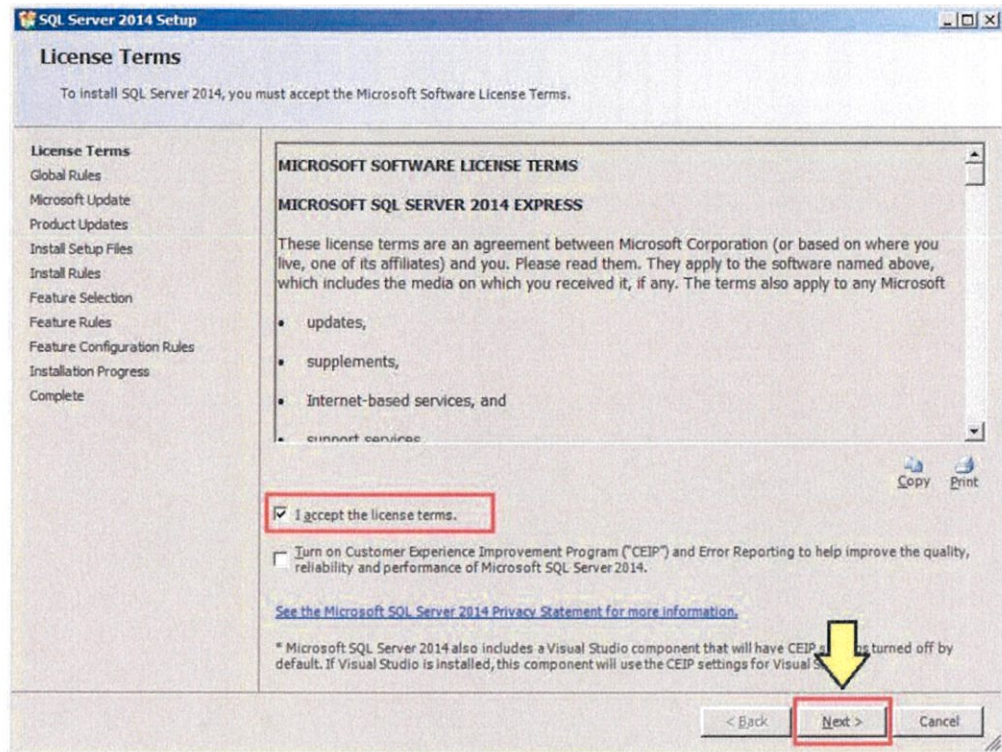 SQL Server 2014 Setup
License Terms
To install SQL Server 2014, you must accept the Microsoft Software License Terms.
License Terms
Global Rules
Microsoft Update
Product Updates
Install Setup Files
Install Rules
Feature Selection
Feature Rules
Feature Configuration Rules
Installation Progress
Complete
MICROSOFT SOFTWARE LICENSE TERMS
MICROSOFT SQL SERVER 2014 EXPRESS
These license terms are an agreement between Microsoft Corporation (or based on where you
live, one of its affiliates) and you. Please read them. They apply to the software named above,
which includes the media on which you received it, if any. The terms also apply to any Microsoft
• updates,
• supplements,
• Internet-based services, and
• support services
Copy Print
I accept the license terms.
Turn on Customer Experience Improvement Program ("CEIP") and Error Reporting to help improve the quality,
reliability and performance of Microsoft SQL Server 2014.
See the Microsoft SQL Server 2014 Privacy Statement for more information.
* Microsoft SQL Server 2014 also includes a Visual Studio component that will have CEIP turned off by
default. If Visual Studio is installed, this component will use the CEIP settings for Visual
< Back Next > Cancel